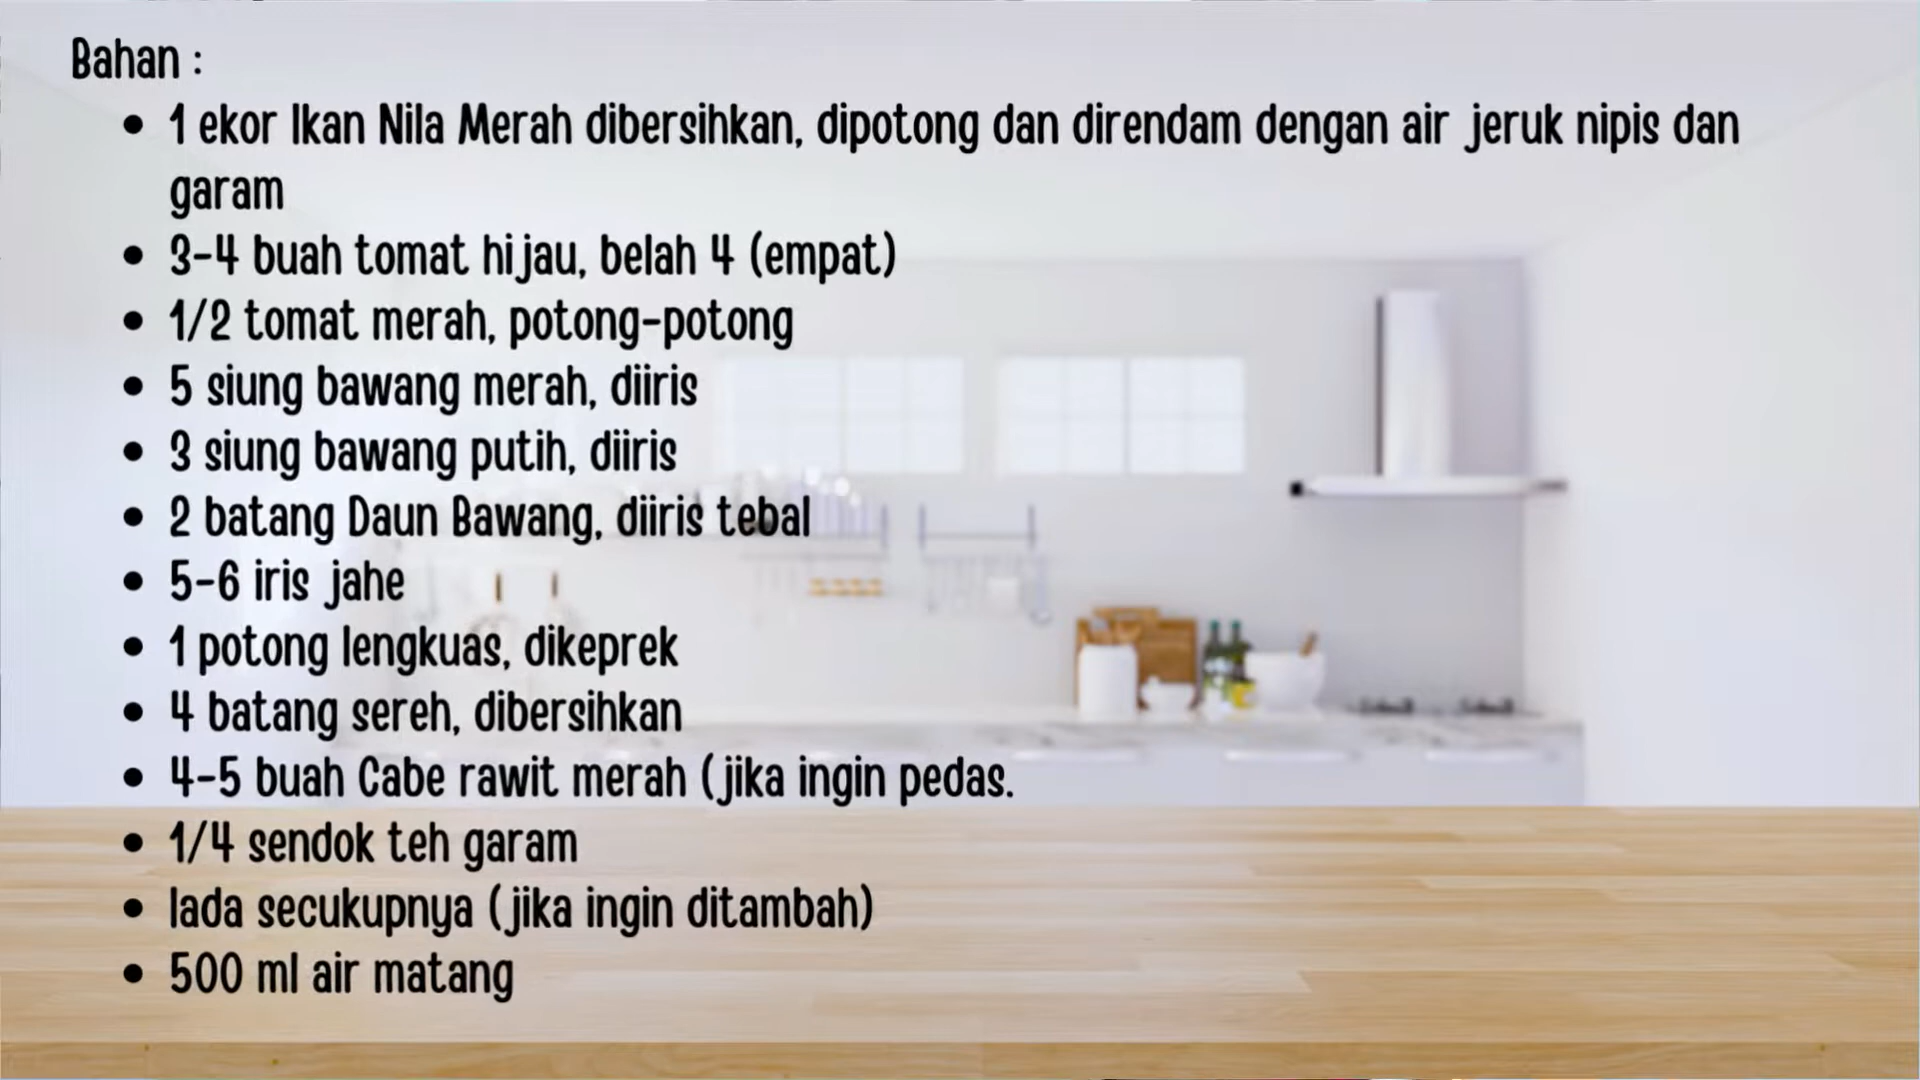 Bahan :
• 1 ekor Ikan Nila Merah dibersihkan, dipotong dan direndam dengan air jeruk nipis dan
garam
• 3-4 buah tomat hijau, belah 4 (empat)
• 1/2 tomat merah, potong-potong
• 5 siung bawang merah, diiris
• 3 siung bawang putih, diiris
• 2 batang Daun Bawang, diiris tebal
• 5-6 iris jahe
• 1 potong lengkuas, dikeprek
• 4 batang sereh, dibersihkan
• 4-5 buah Cabe rawit merah (jika ingin pedas.
• 1/4 sendok teh garam
• lada secukupnya (jika ingin ditambah)
• 500 ml air matang